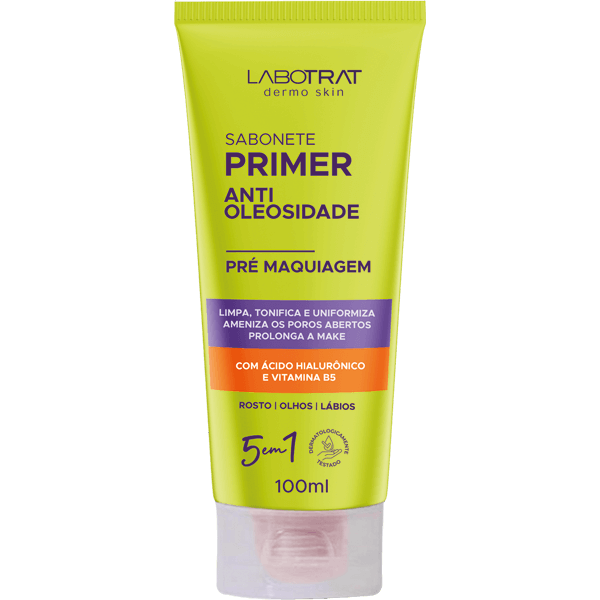 LABOTRAT
dermo skin
SABONETE
PRIMER
ANTI
OLEOSIDADE
PRÉ MAQUIAGEM
LIMPA, TONIFICA E UNIFORMIZA
AMENIZA OS POROS ABERTOS
PROLONGA A MAKE
COM ÁCIDO HIALURÔNICO
E VITAMINA B5
ROSTO | OLHOS | LÁBIOS
5 em 1
DERMATOLOGICAMENTE
TESTADO
100ml